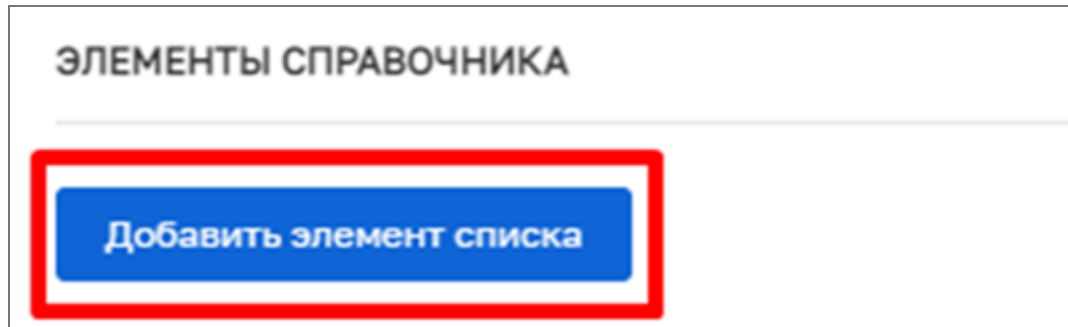 ЭЛЕМЕНТЫ СПРАВОЧНИКА
Добавить элемент списка